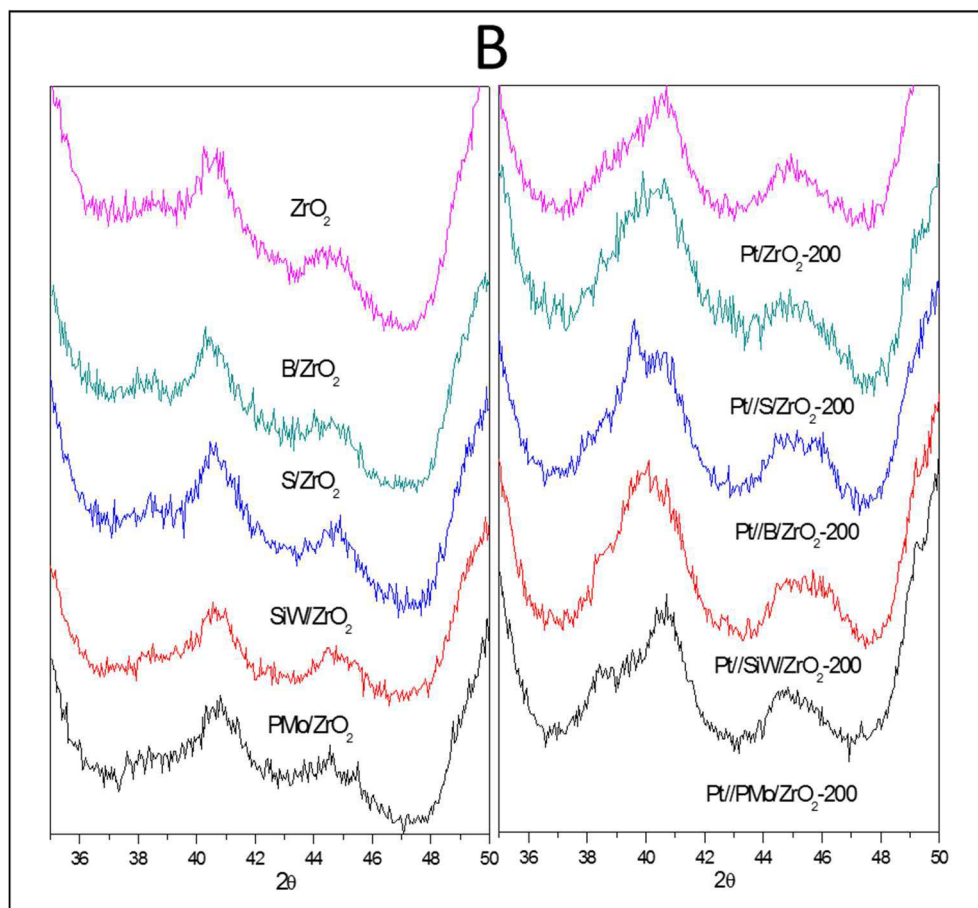 B
ZrO₂
B/ZrO₂
S/ZrO₂
SiW/ZrO₂
PMo/ZrO₂
36 38 40 42 44 46 48 50
2θ
Pt/ZrO₂-200
Pt//S/ZrO₂-200
Pt//B/ZrO₂-200
Pt//SiW/ZrO₂-200
Pt//PMo/ZrO₂-200
36 38 40 42 44 46 48 50
2θ